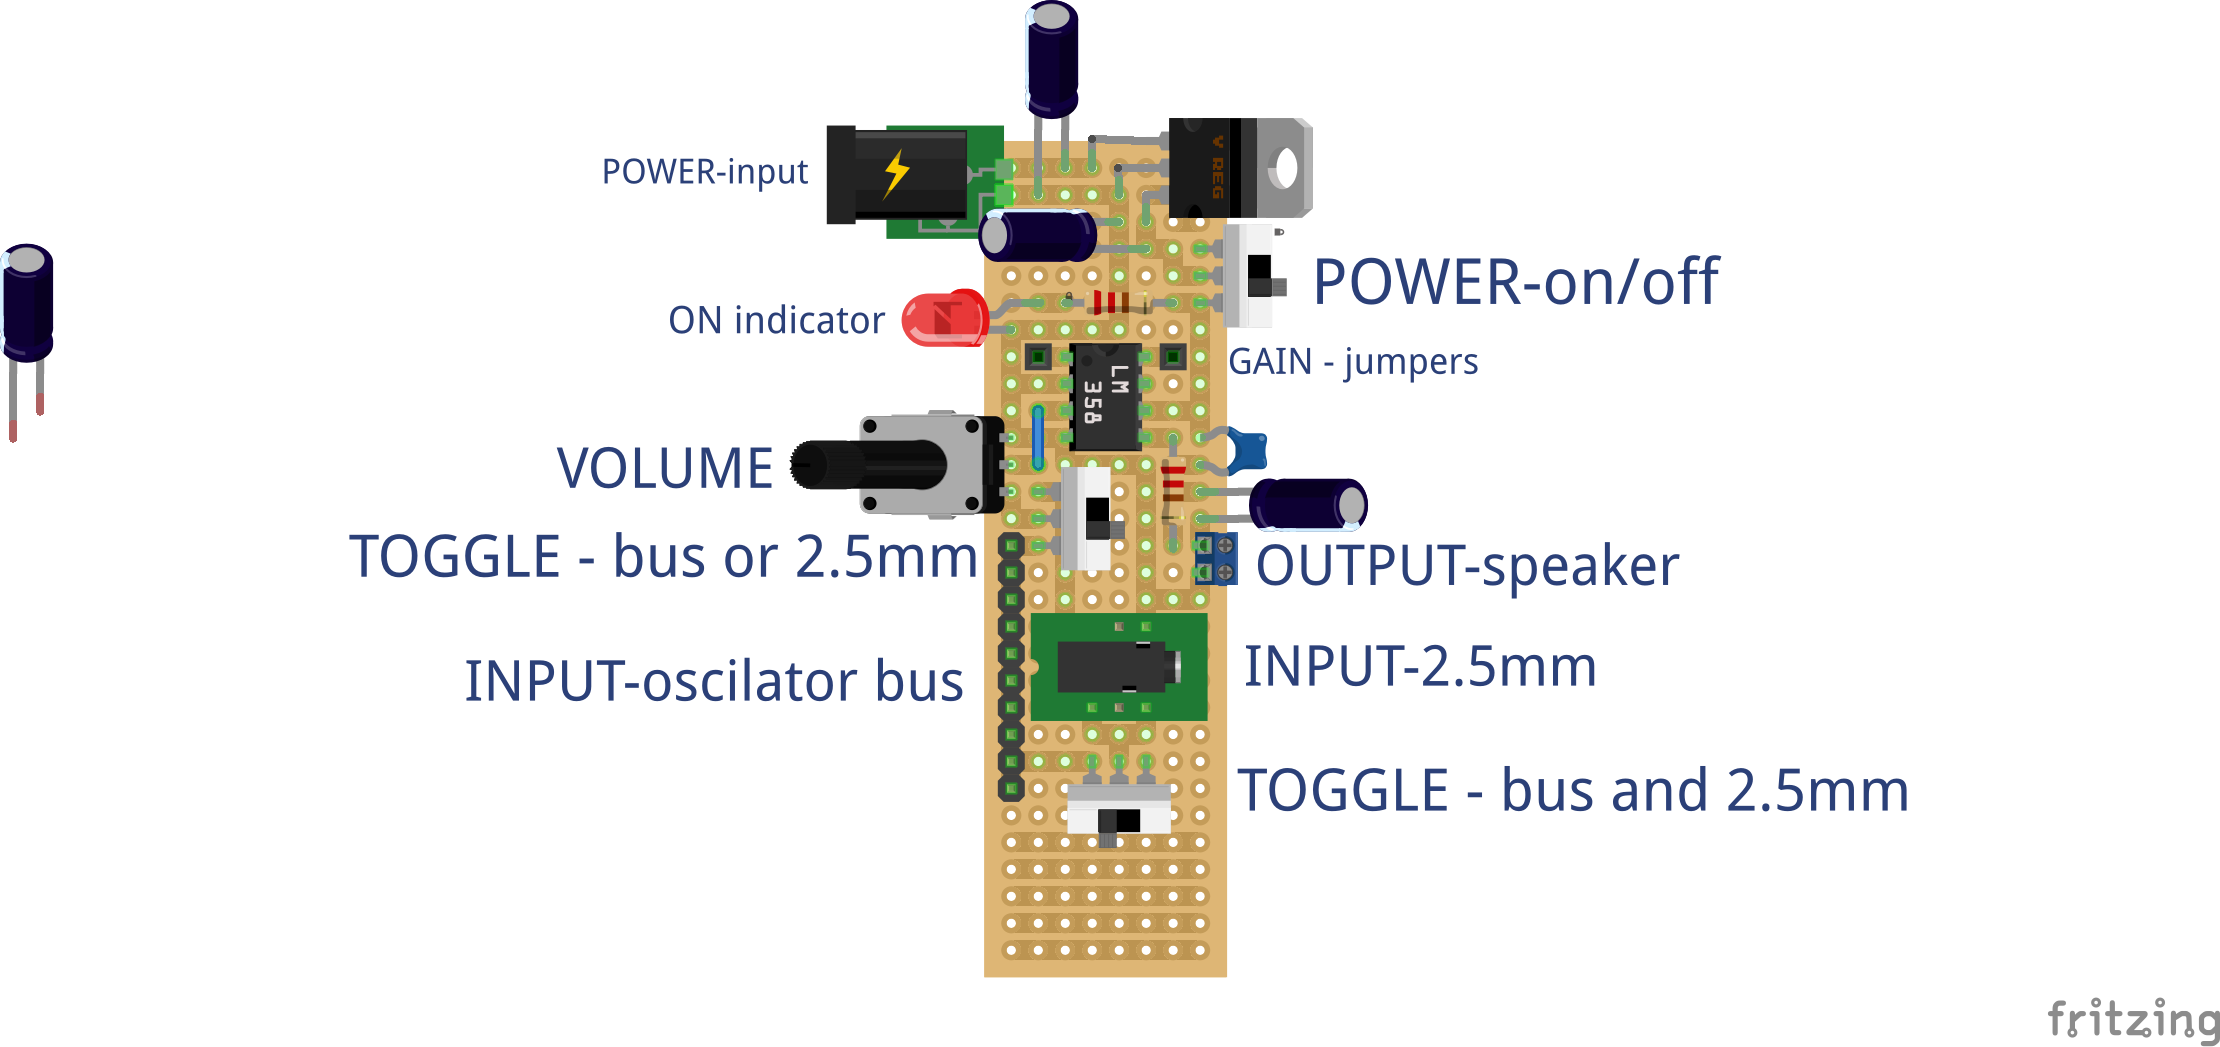 POWER-input
V REG
POWER-on/off
ON indicator
GAIN - jumpers
LM
358
VOLUME
TOGGLE - bus or 2.5mm
OUTPUT-speaker
INPUT-2.5mm
INPUT-oscilator bus
TOGGLE - bus and 2.5mm
fritzing